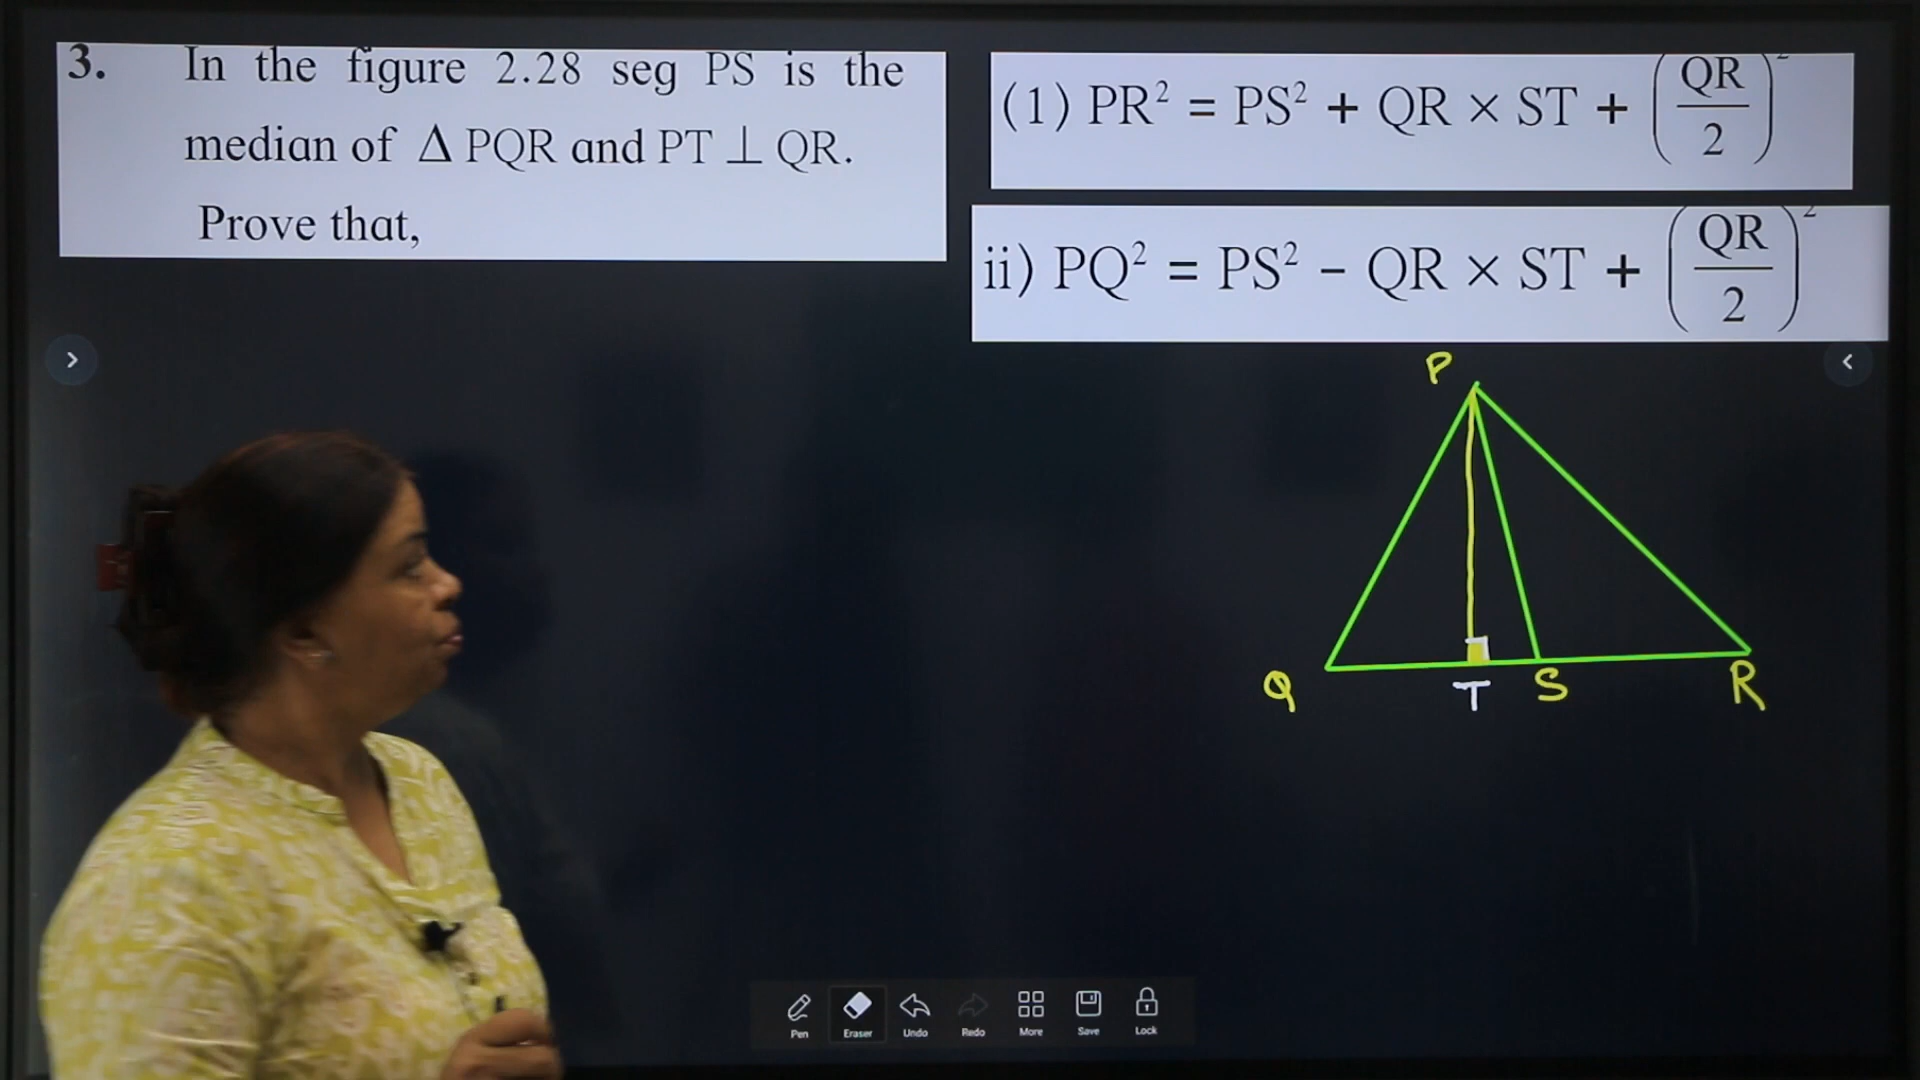 3. In the figure 2.28 seg PS is the
median of Δ PQR and PT ⊥ QR.
Prove that,
(1) PR² = PS² + QR × ST + (QR/2)²
ii) PQ² = PS² - QR × ST + (QR/2)²
P
Q
T
S
R
Pen
Eraser
Undo
Redo
More
Save
Lock